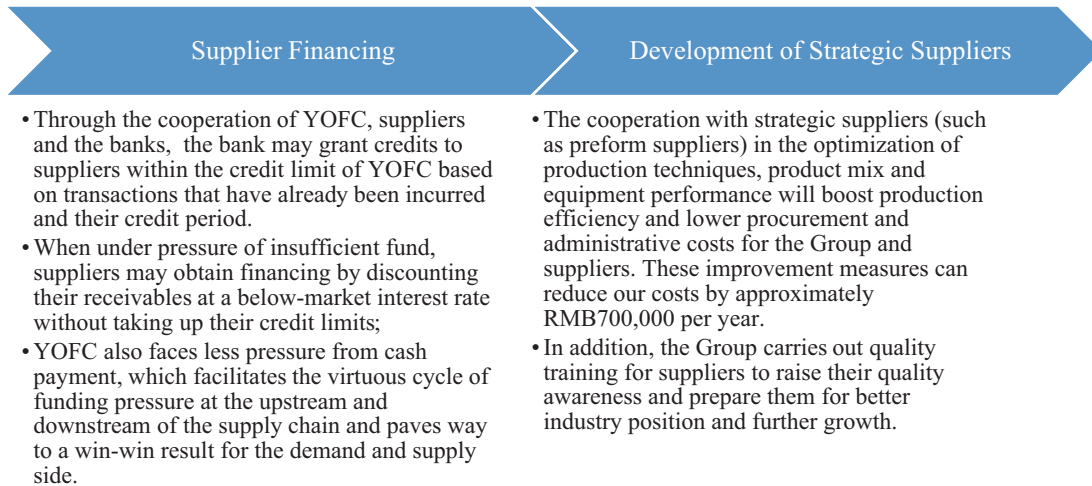 Supplier Financing
Development of Strategic Suppliers
• Through the cooperation of YOFC, suppliers
and the banks, the bank may grant credits to
suppliers within the credit limit of YOFC based
on transactions that have already been incurred
and their credit period.
• When under pressure of insufficient fund,
suppliers may obtain financing by discounting
their receivables at a below-market interest rate
without taking up their credit limits;
• YOFC also faces less pressure from cash
payment, which facilitates the virtuous cycle of
funding pressure at the upstream and
downstream of the supply chain and paves way
to a win-win result for the demand and supply
side.
• The cooperation with strategic suppliers (such
as preform suppliers) in the optimization of
production techniques, product mix and
equipment performance will boost production
efficiency and lower procurement and
administrative costs for the Group and
suppliers. These improvement measures can
reduce our costs by approximately
RMB700,000 per year.
• In addition, the Group carries out quality
training for suppliers to raise their quality
awareness and prepare them for better
industry position and further growth.